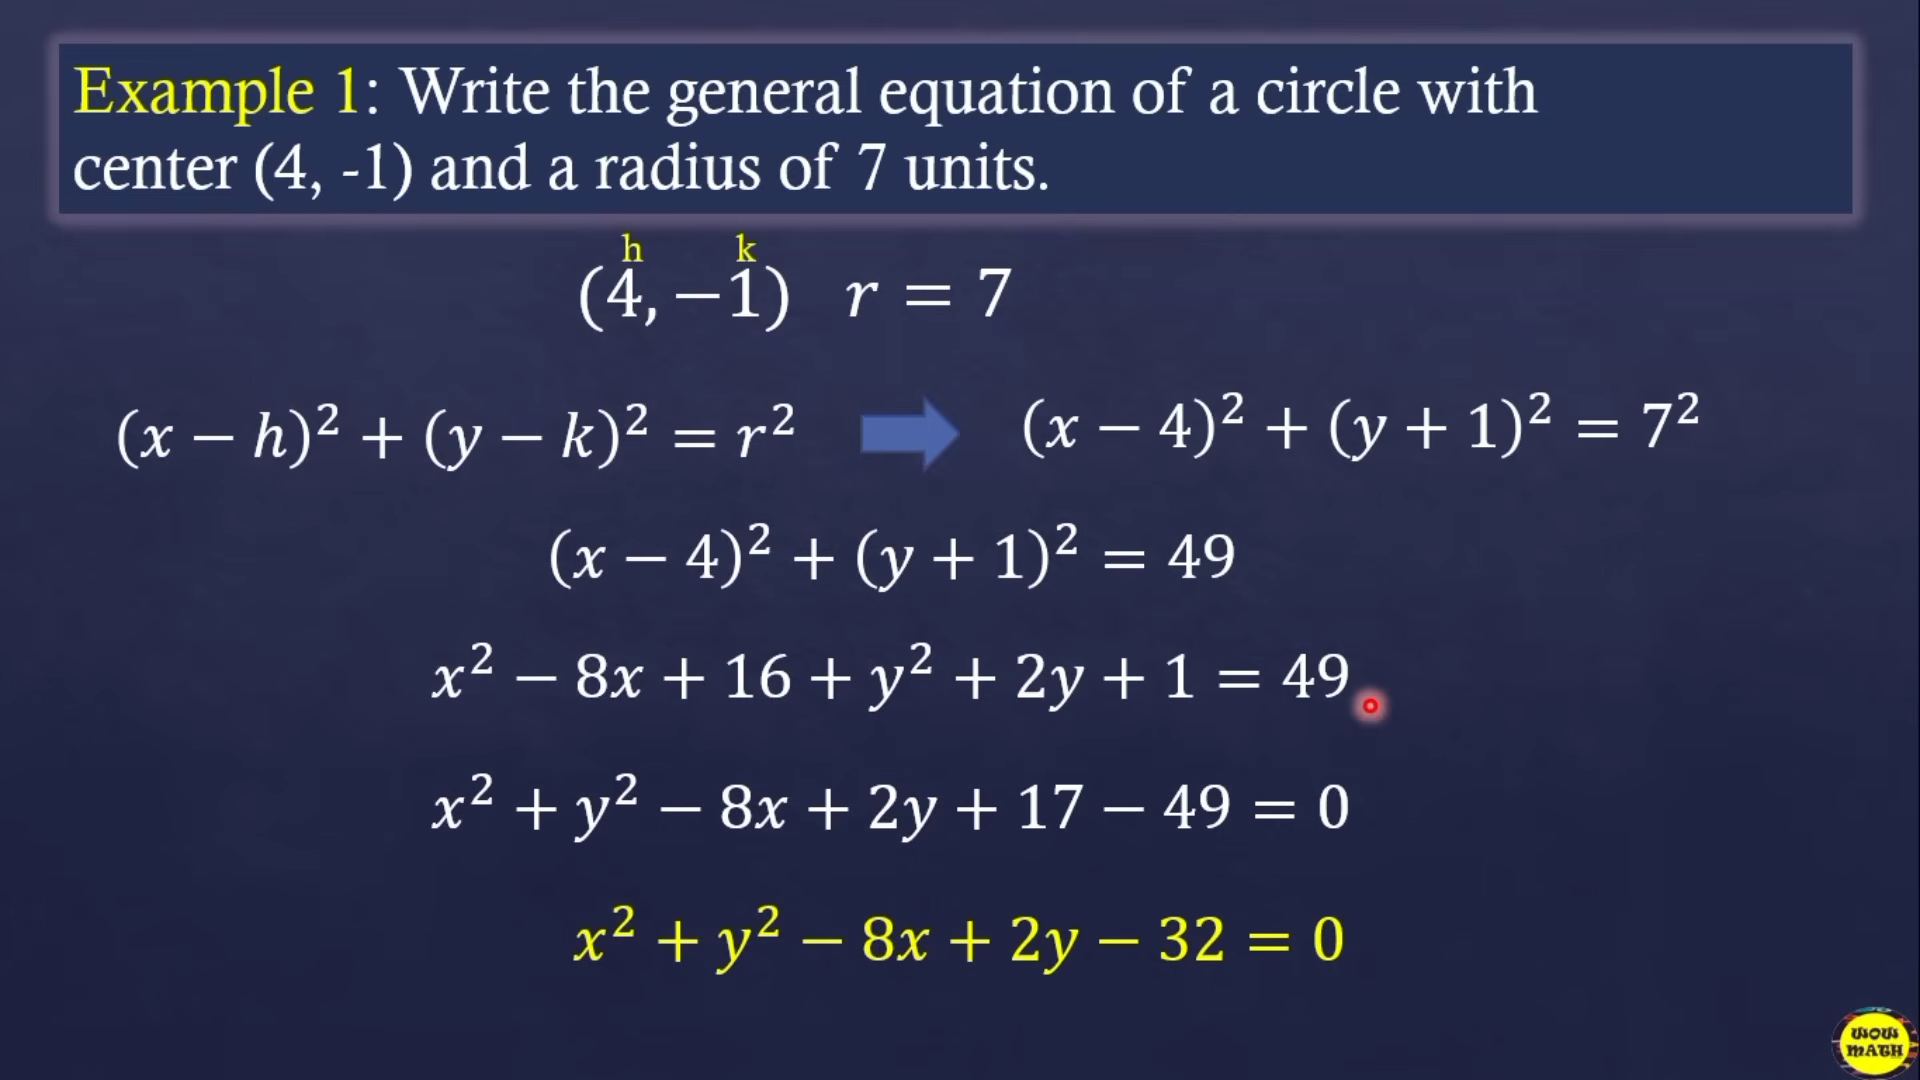 Example 1: Write the general equation of a circle with
center (4, -1) and a radius of 7 units.
h k
(4, −1) r = 7
(x − h)² + (y − k)² = r² (x − 4)² + (y + 1)² = 7²
(x − 4)² + (y + 1)² = 49
x² − 8x + 16 + y² + 2y + 1 = 49
x² + y² − 8x + 2y + 17 − 49 = 0
x² + y² − 8x + 2y − 32 = 0
WOW
MATH